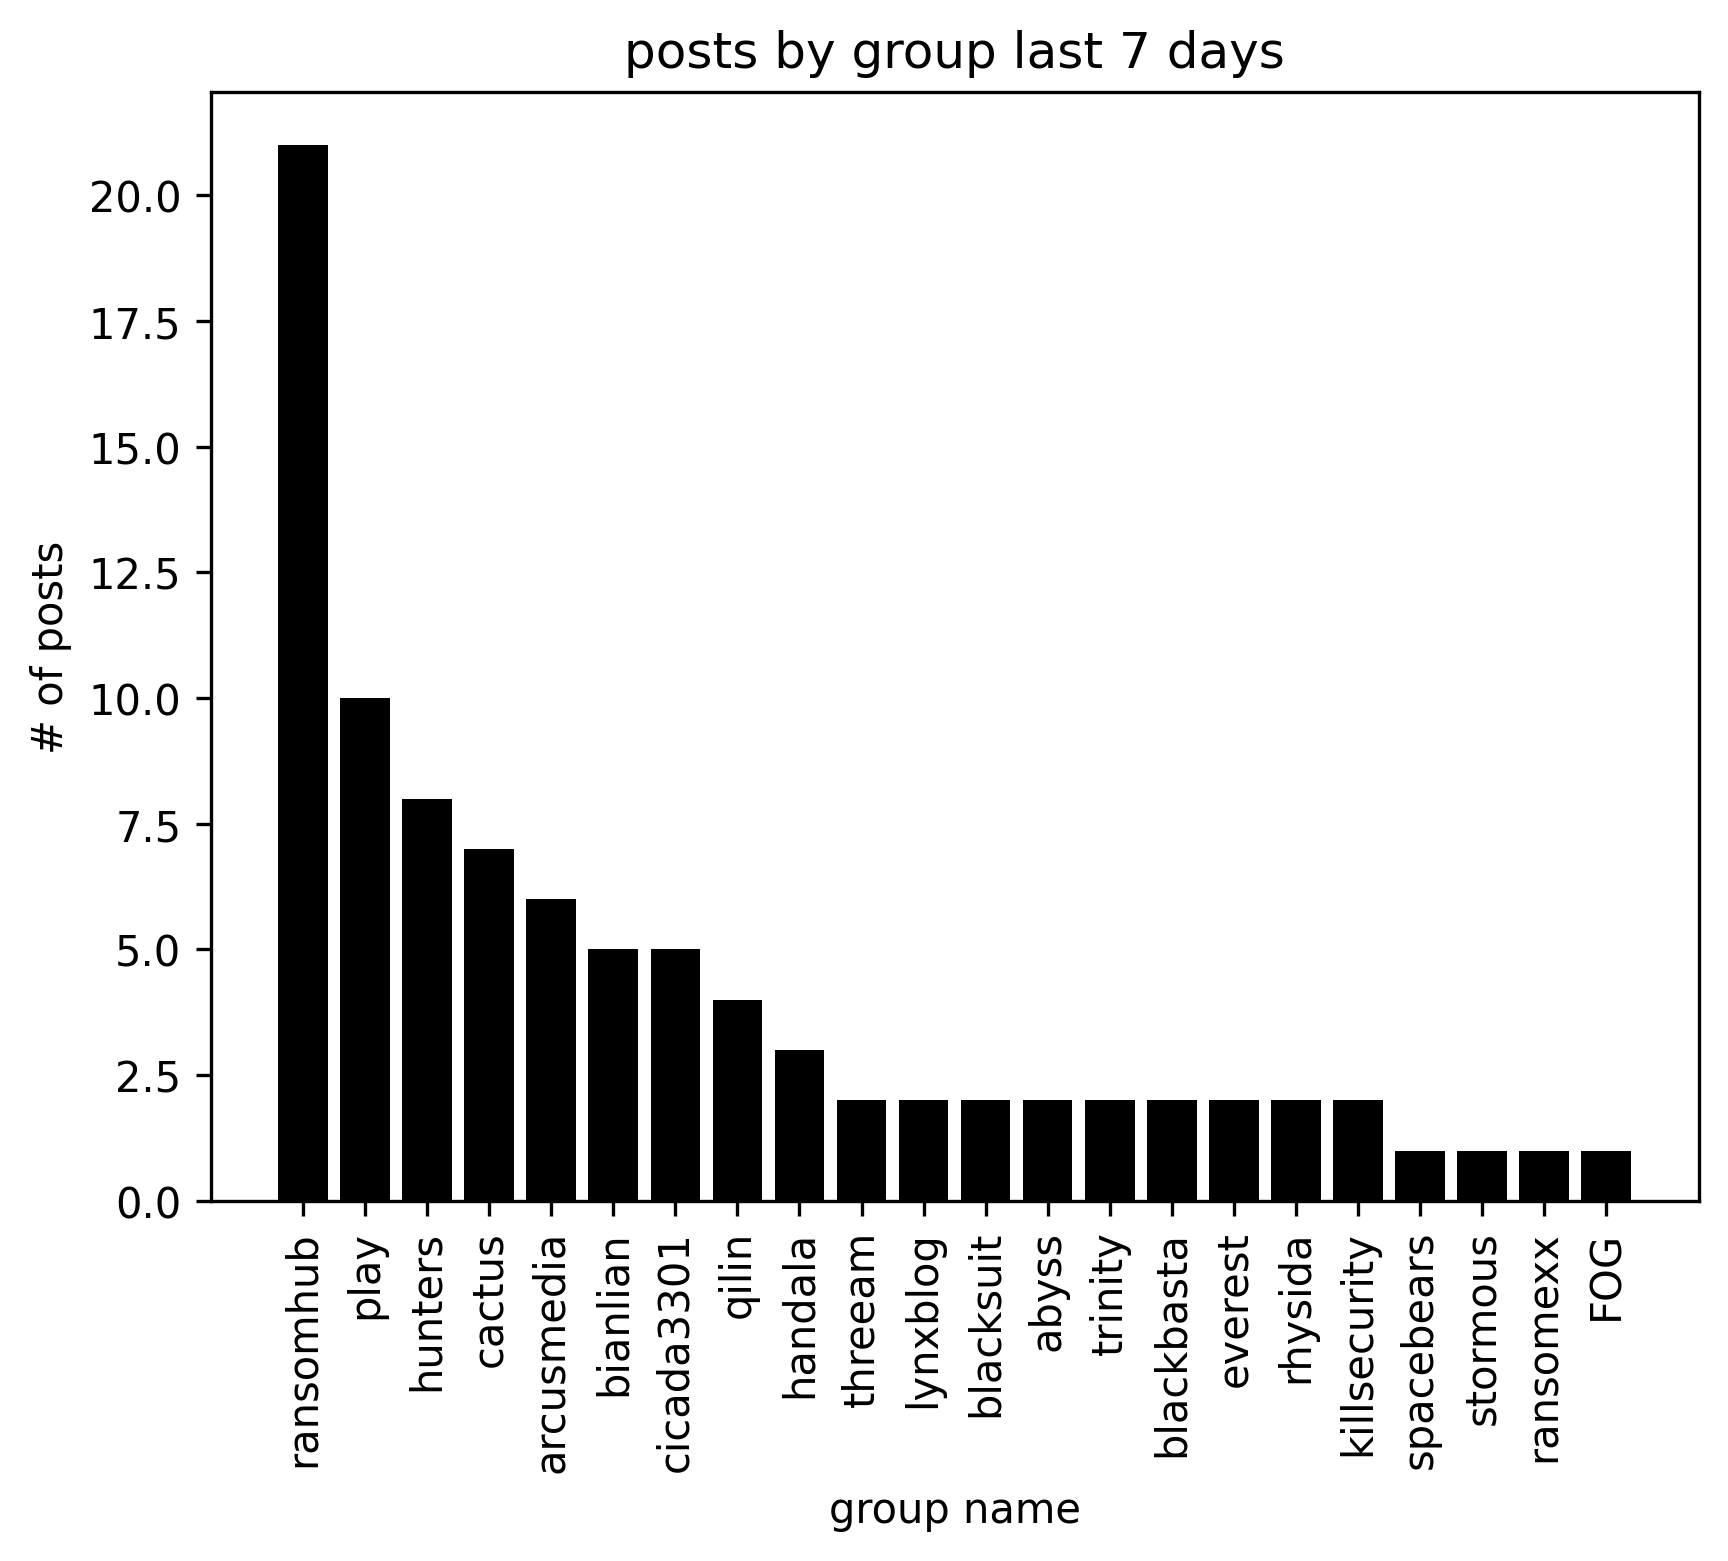 posts by group last 7 days
# of posts
20.0
17.5
15.0
12.5
10.0
7.5
5.0
2.5
0.0
ransomhub
play
hunters
cactus
arcusmedia
bianlian
cicada3301
qilin
handala
threeam
lynxblog
blacksuit
abyss
trinity
blackbasta
everest
rhysida
killsecurity
spacebears
stormous
ransomexx
FOG
group name